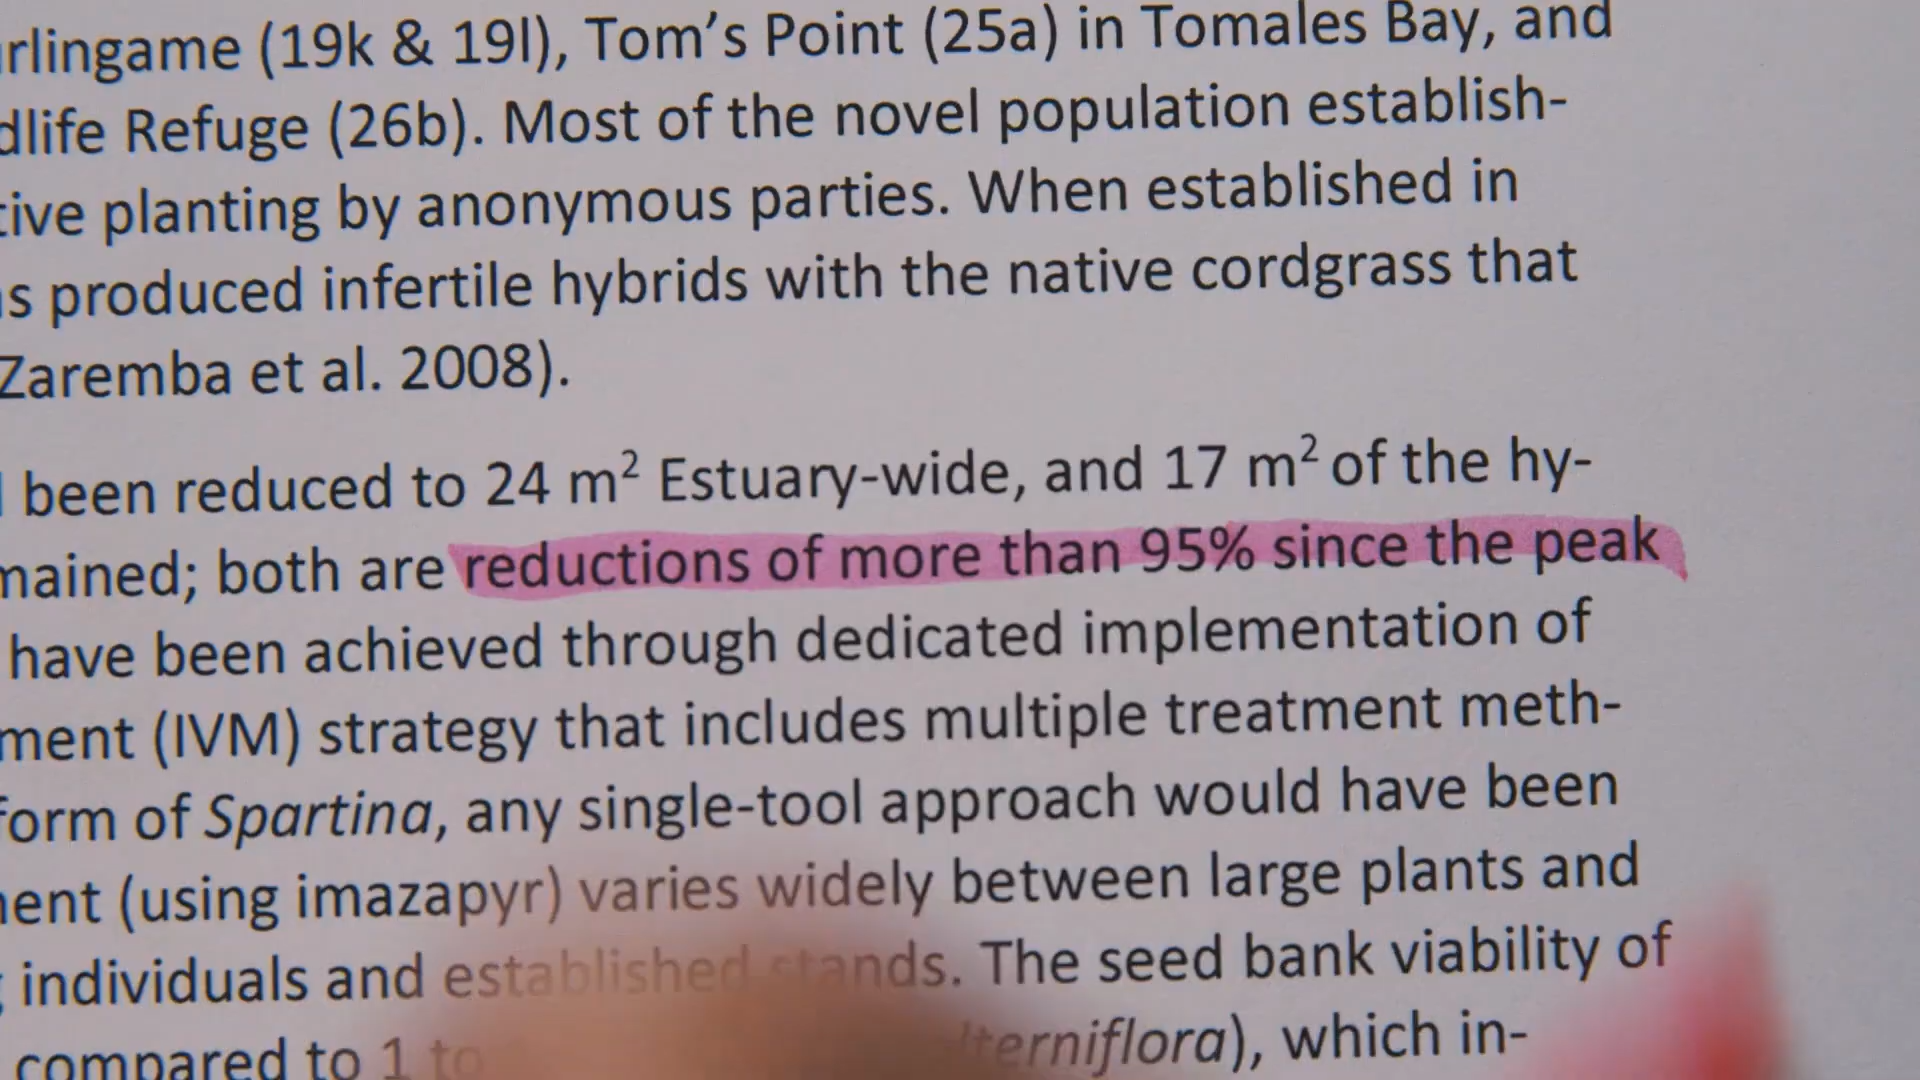 rlingame (19k & 19l), Tom's Point (25a) in Tomales Bay, and
dlife Refuge (26b). Most of the novel population establish-
tive planting by anonymous parties. When established in
s produced infertile hybrids with the native cordgrass that
Zaremba et al. 2008).
been reduced to 24 m² Estuary-wide, and 17 m² of the hy-
mained; both are reductions of more than 95% since the peak
have been achieved through dedicated implementation of
ment (IVM) strategy that includes multiple treatment meth-
form of Spartina, any single-tool approach would have been
ent (using imazapyr) varies widely between large plants and
individuals and established stands. The seed bank viability of
compared to 1 to terniflora), which in-